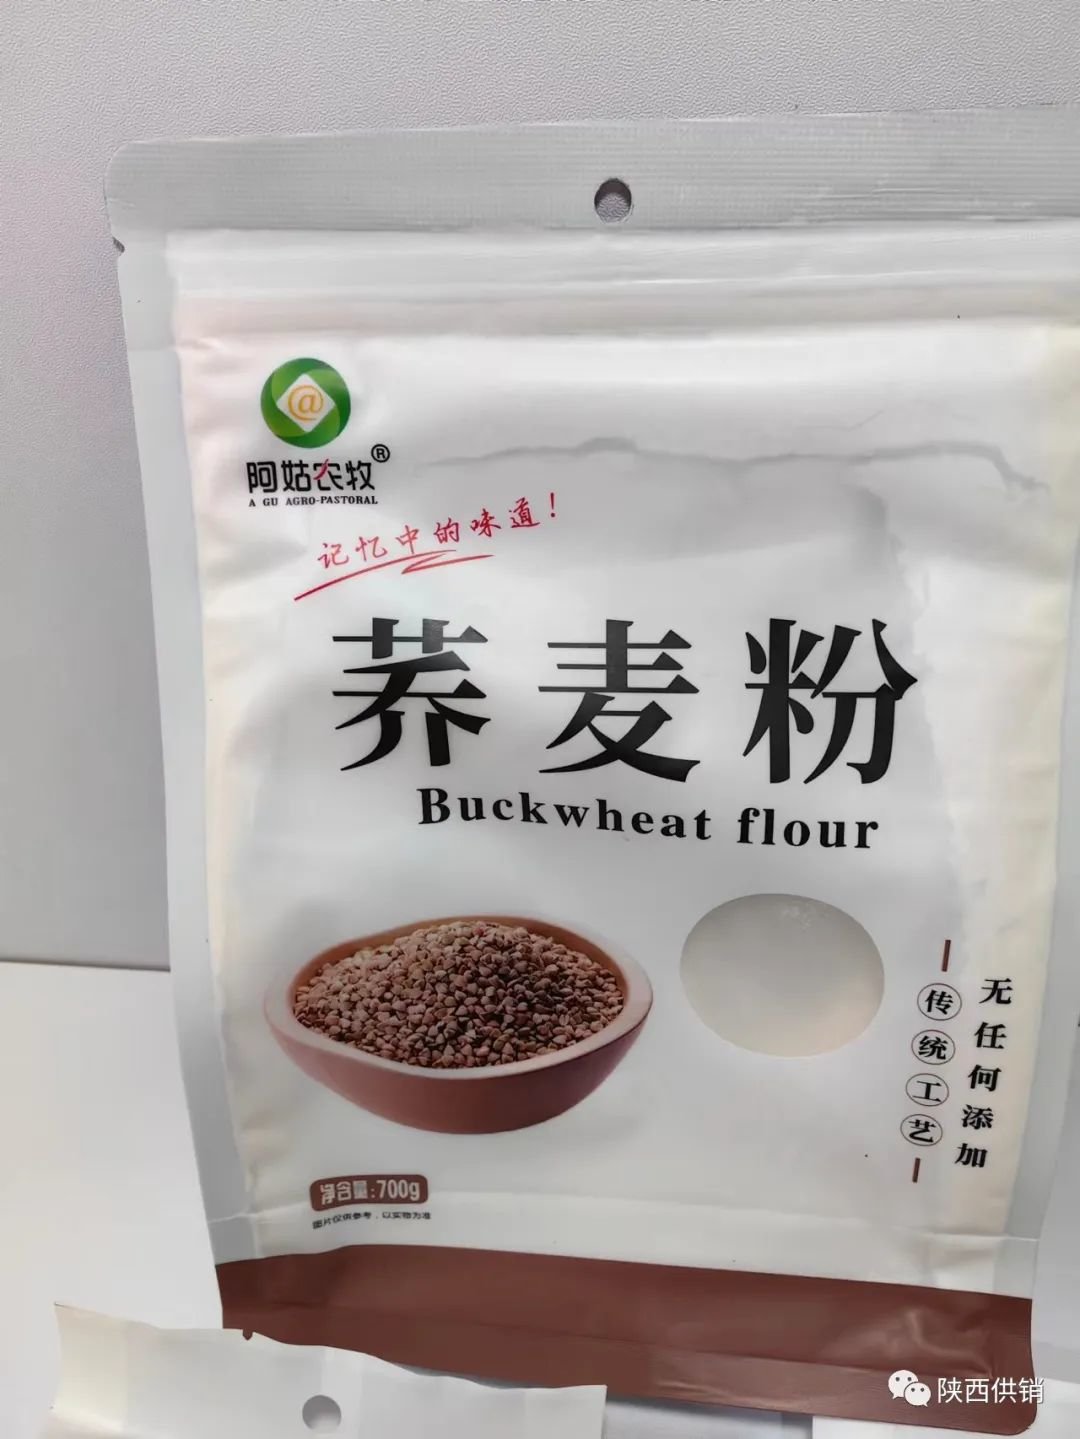 @
阿姑农牧®
A GU AGRO-PASTORAL
记忆中的味道！
荞麦粉
Buckwheat flour
无任何添加
传统工艺
净含量:700g
图片仅供参考，以实物为准
陕西供销